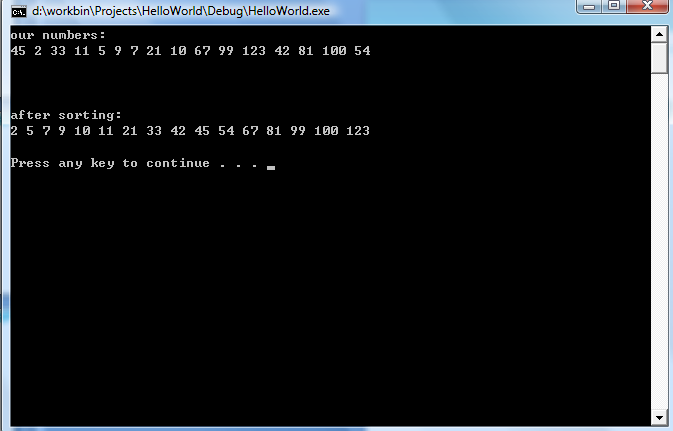 d:\workbin\Projects\HelloWorld\Debug\HelloWorld.exe
our numbers:
45 2 33 11 5 9 7 21 10 67 99 123 42 81 100 54
after sorting:
2 5 7 9 10 11 21 33 42 45 54 67 81 99 100 123
Press any key to continue . . .